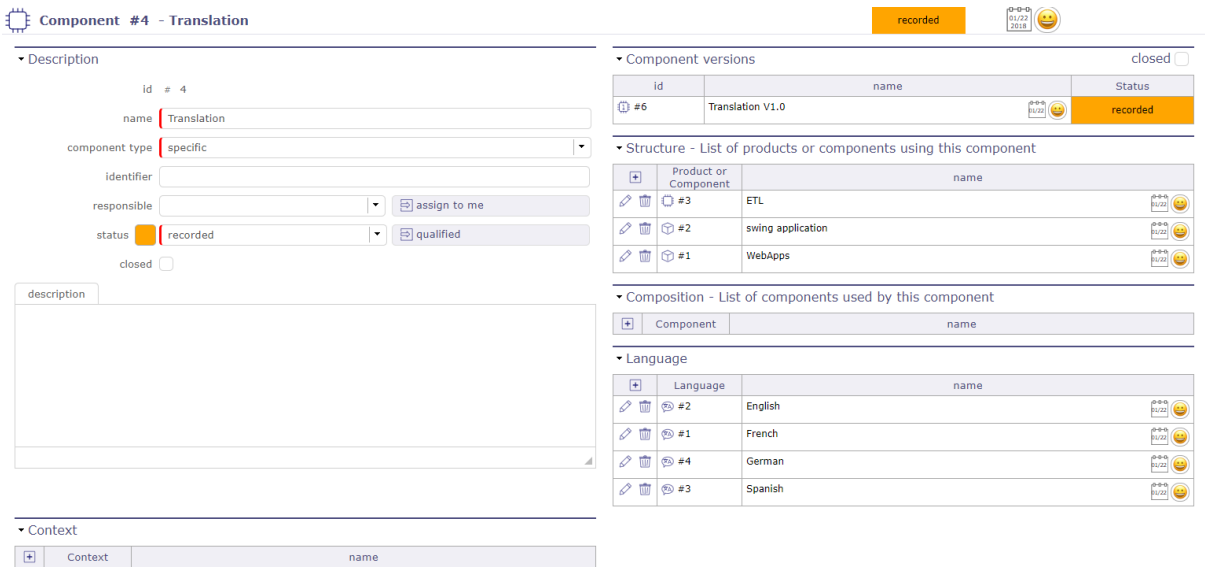 Component #4 - Translation
recorded
01/22
2018
Description
id # 4
name Translation
component type specific
identifier
responsible
assign to me
status recorded
qualified
closed
description
Context
Context name
Component versions closed
id name Status
#6 Translation V1.0 01/22 recorded
Structure - List of products or components using this component
Product or
Component
name
#3 ETL 01/22
#2 swing application 01/22
#1 WebApps 01/22
Composition - List of components used by this component
Component name
Language
Language name
#2 English 01/22
#1 French 01/22
#4 German 01/22
#3 Spanish 01/22